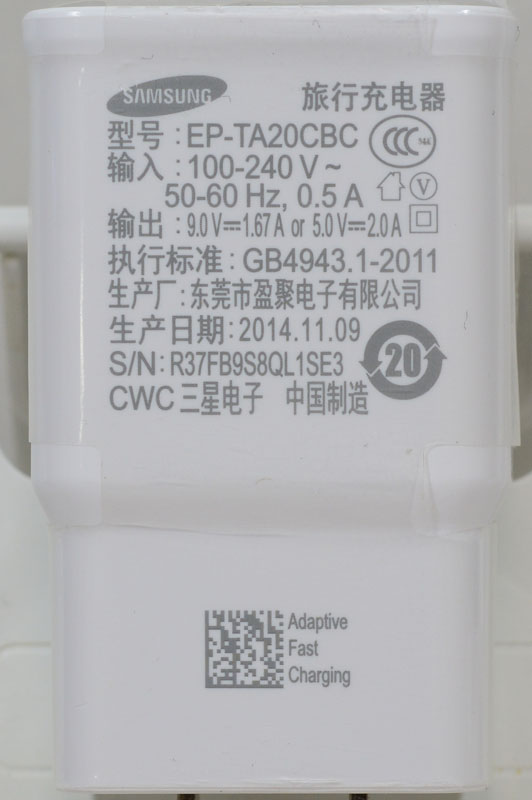 SAMSUNG
旅行充电器
型号：EP-TA20CBC
输入：100-240 V ~
50-60 Hz, 0.5 A
输出：9.0 V⎓1.67 A or 5.0 V⎓2.0 A
执行标准：GB4943.1-2011
生产厂：东莞市盈聚电子有限公司
生产日期：2014.11.09
S/N: R37FB9S8QL1SE3
20
CWC 三星电子 中国制造
Adaptive
Fast
Charging